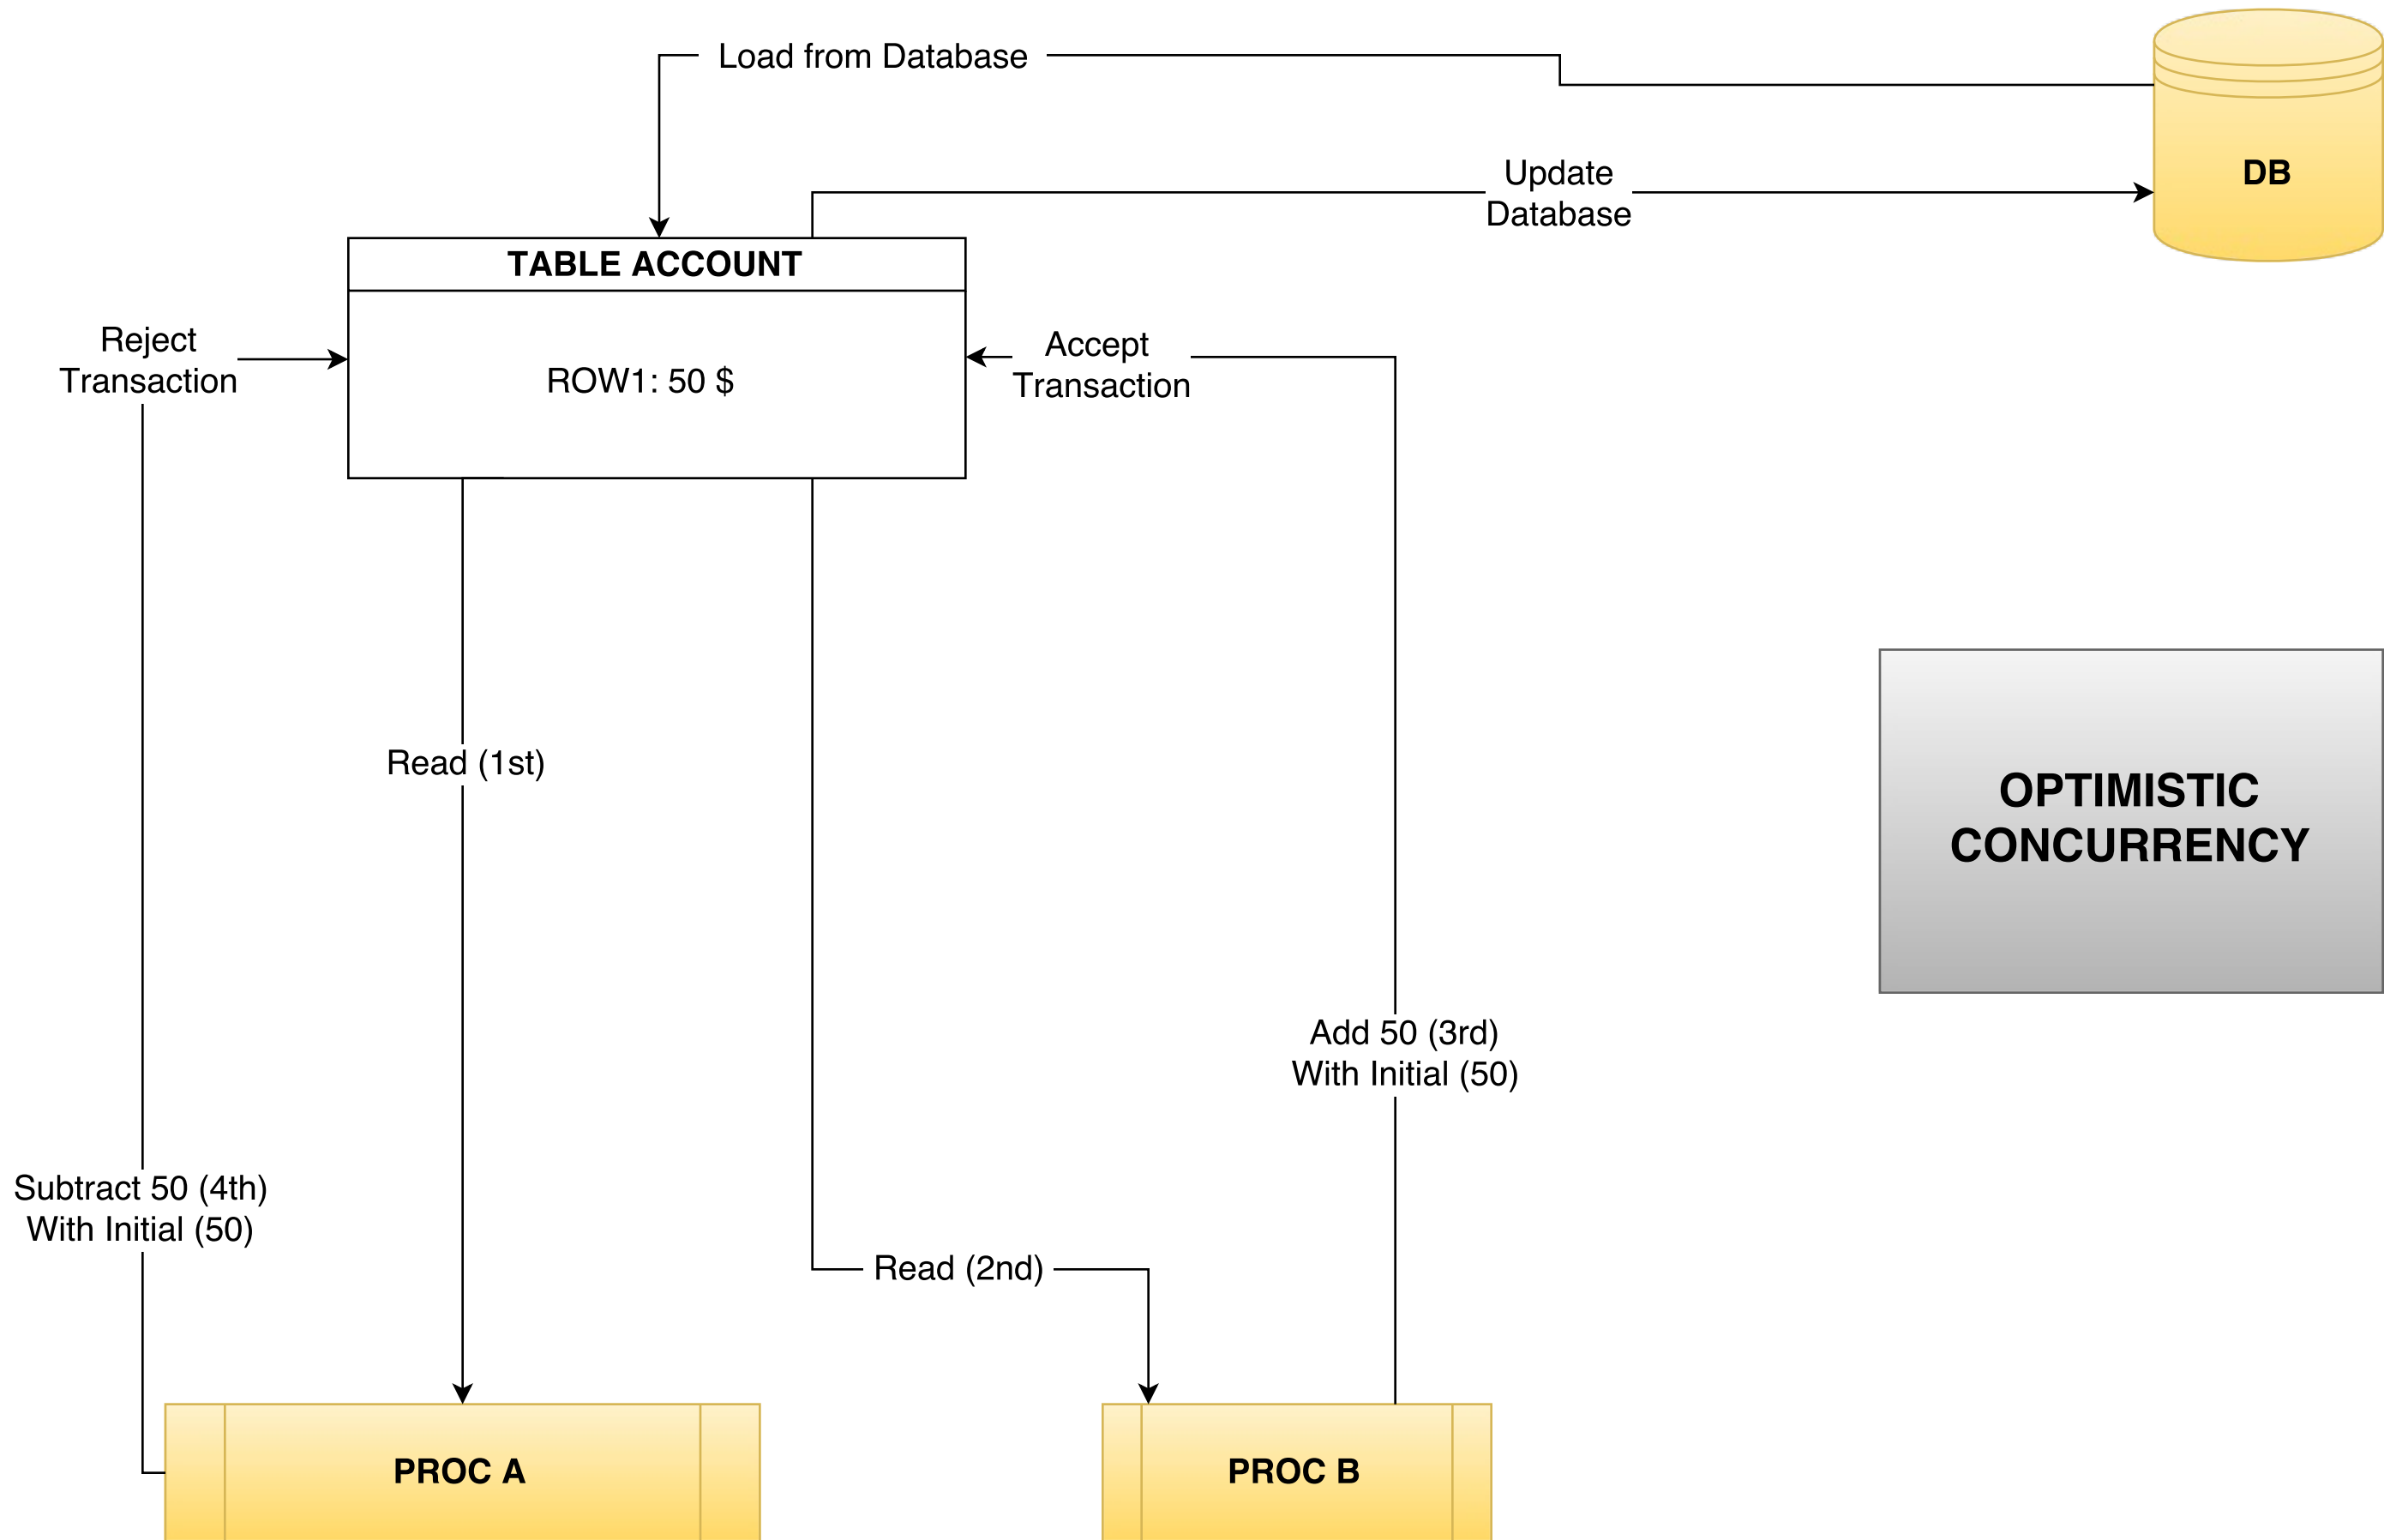 Load from Database
Update
Database
DB
TABLE ACCOUNT
Reject
Transaction
ROW1: 50 $
Accept
Transaction
Read (1st)
OPTIMISTIC
CONCURRENCY
Add 50 (3rd)
With Initial (50)
Subtract 50 (4th)
With Initial (50)
Read (2nd)
PROC A
PROC B